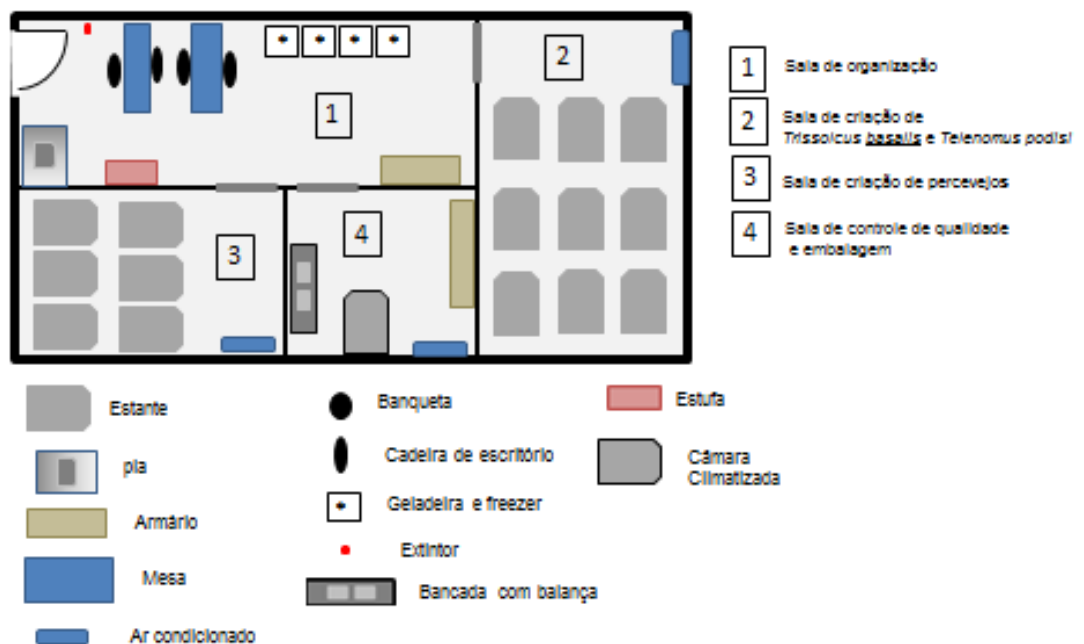 1
2
3
4
1 Sala de organização
2 Sala de criação de
Trissolcus basalis e Telenomus podisi
3 Sala de criação de percevejos
4 Sala de controle de qualidade
e embalagem
Estante
Banqueta
Estufa
pia
Cadeira de escritório
Câmara
Climatizada
Armário
Geladeira e freezer
Mesa
Extintor
Bancada com balança
Ar condicionado